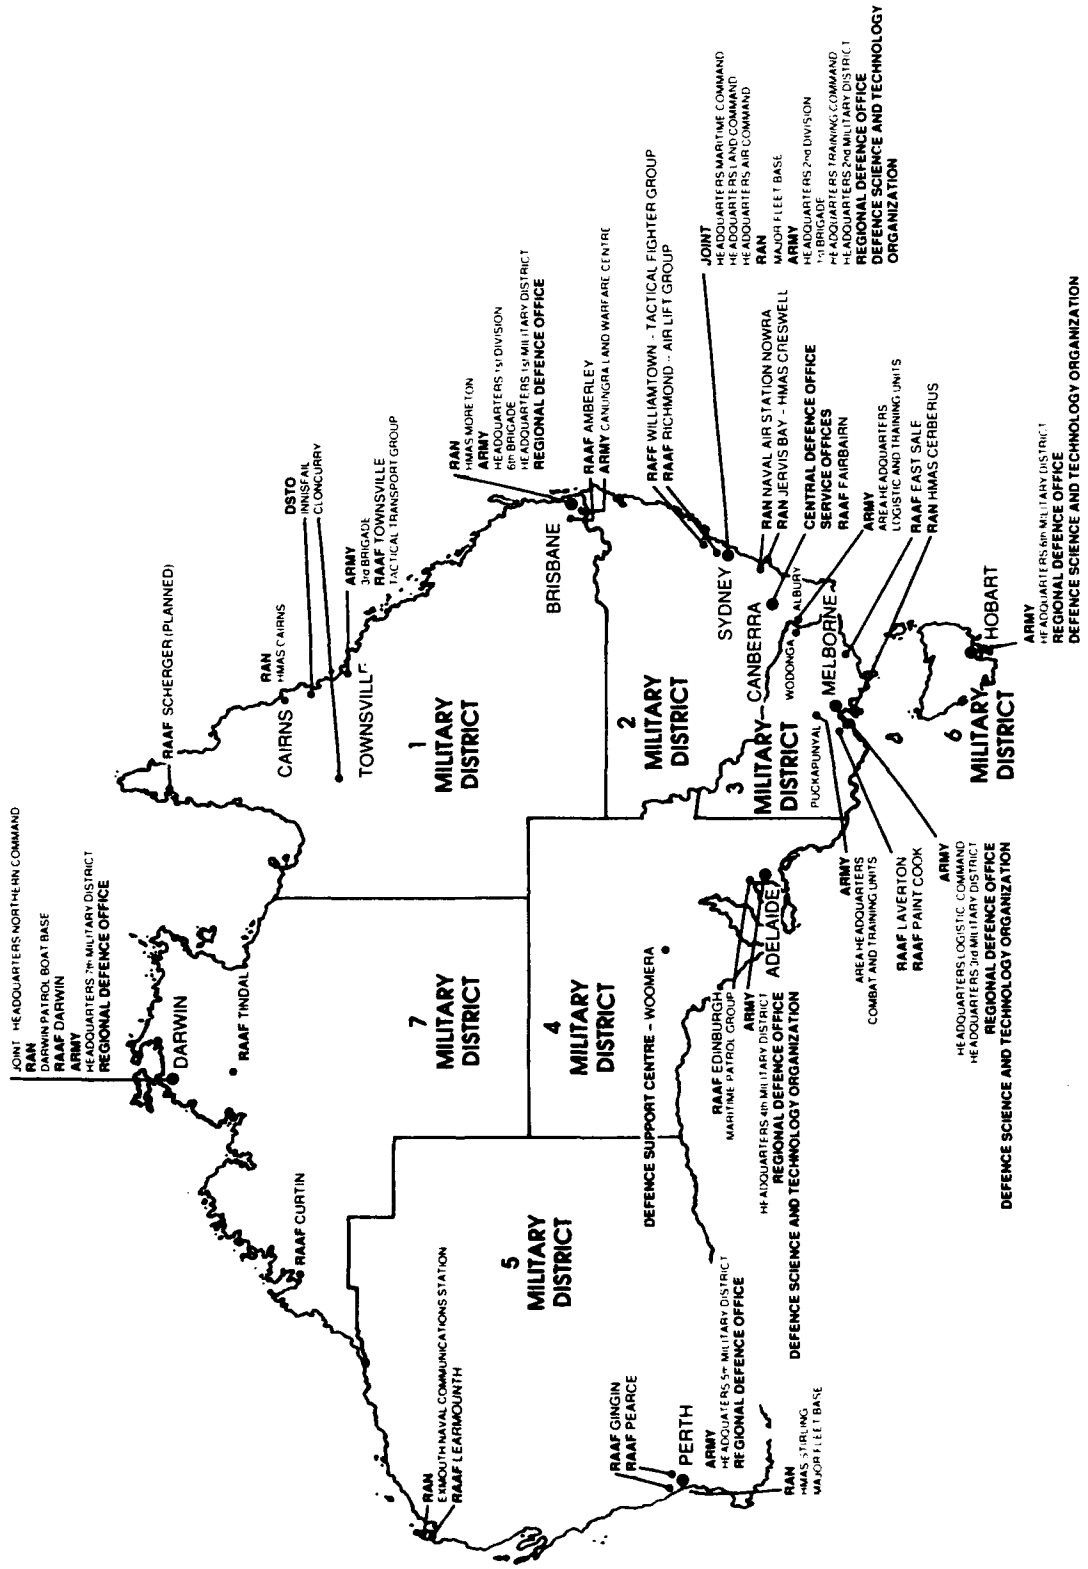 JOINT HEADQUARTERS NORTHERN COMMAND
RAN
DARWIN PATROL BOAT BASE
RAAF DARWIN
ARMY
HEADQUARTERS 7th MILITARY DISTRICT
REGIONAL DEFENCE OFFICE
DARWIN
RAAF TINDAL
RAAF CURTIN
RAAF SCHERGER (PLANNED)
RAN
HMAS CAIRNS
CAIRNS
DSTO
INNISFAIL
CLONCURRY
TOWNSVILLE
ARMY
3rd BRIGADE
RAAF TOWNSVILLE
TACTICAL TRANSPORT GROUP
1
MILITARY
DISTRICT
RAN
HMAS MORETON
ARMY
HEADQUARTERS 1st DIVISION
6th BRIGADE
HEADQUARTERS 1st MILITARY DISTRICT
REGIONAL DEFENCE OFFICE
BRISBANE
RAAF AMBERLEY
ARMY CANUNGRA LAND WARFARE CENTRE
7
MILITARY
DISTRICT
RAN
EXMOUTH NAVAL COMMUNICATIONS STATION
RAAF LEARMOUNTH
5
MILITARY
DISTRICT
4
MILITARY
DISTRICT
2
MILITARY
DISTRICT
RAFF WILLIAMTOWN - TACTICAL FIGHTER GROUP
RAAF RICHMOND - AIR LIFT GROUP
SYDNEY
JOINT
HEADQUARTERS MARITIME COMMAND
HEADQUARTERS LAND COMMAND
HEADQUARTERS AIR COMMAND
RAN
MAJOR FLEET BASE
ARMY
HEADQUARTERS 2nd DIVISION
1st BRIGADE
HEADQUARTERS TRAINING COMMAND
HEADQUARTERS 2nd MILITARY DISTRICT
REGIONAL DEFENCE OFFICE
DEFENCE SCIENCE AND TECHNOLOGY
ORGANIZATION
RAN NAVAL AIR STATION NOWRA
RAN JERVIS BAY - HMAS CRESWELL
CANBERRA
CENTRAL DEFENCE OFFICE
SERVICE OFFICES
RAAF FAIRBAIRN
WODONGA
ALBURY
ARMY
AREA HEADQUARTERS
LOGISTIC AND TRAINING UNITS
RAAF EAST SALE
RAN HMAS CERBERUS
3
MILITARY
DISTRICT
PUCKAPUNYAL
MELBORNE
DEFENCE SUPPORT CENTRE - WOOMERA
ADELAIDE
RAAF EDINBURGH
MARITIME PATROL GROUP
ARMY
HEADQUARTERS 4th MILITARY DISTRICT
REGIONAL DEFENCE OFFICE
DEFENCE SCIENCE AND TECHNOLOGY ORGANIZATION
ARMY
AREA HEADQUARTERS
COMBAT AND TRAINING UNITS
RAAF LAVERTON
RAAF PAINT COOK
ARMY
HEADQUARTERS LOGISTIC COMMAND
HEADQUARTERS 3rd MILITARY DISTRICT
REGIONAL DEFENCE OFFICE
DEFENCE SCIENCE AND TECHNOLOGY ORGANIZATION
RAAF GINGIN
RAAF PEARCE
PERTH
ARMY
HEADQUATERS 5th MILITARY DISTRICT
REGIONAL DEFENCE OFFICE
RAN
HMAS STIRLING
MAJOR FLEET BASE
6
MILITARY
DISTRICT
HOBART
ARMY
HEADQUARTERS 6th MILITARY DISTRICT
REGIONAL DEFENCE OFFICE
DEFENCE SCIENCE AND TECHNOLOGY ORGANIZATION